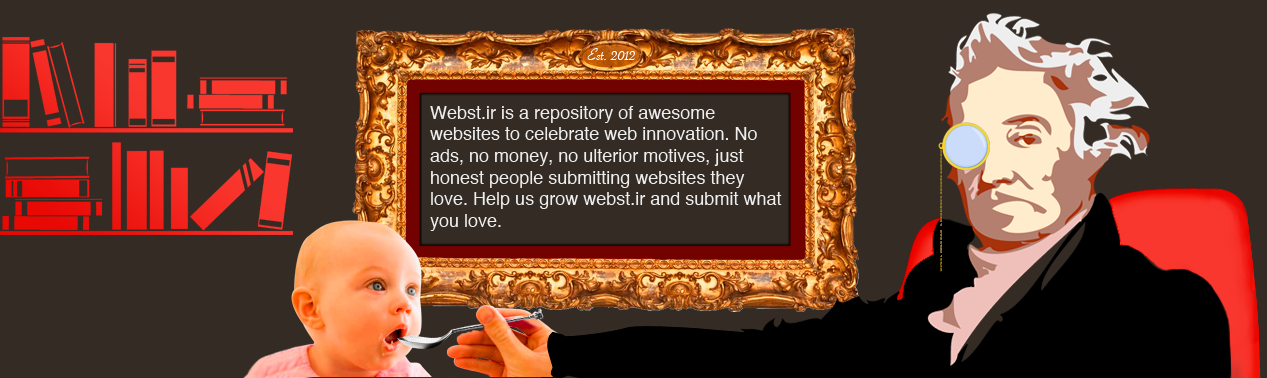 Est. 2012
Webst.ir is a repository of awesome
websites to celebrate web innovation. No
ads, no money, no ulterior motives, just
honest people submitting websites they
love. Help us grow webst.ir and submit what
you love.